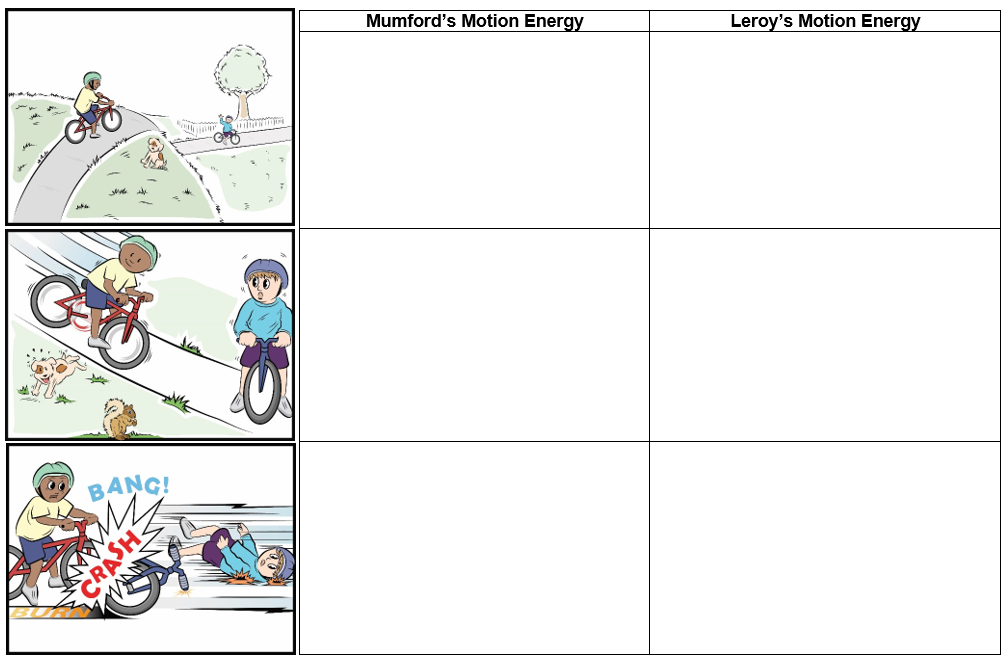 Mumford's Motion Energy
Leroy's Motion Energy
BANG!
CRASH
BURN